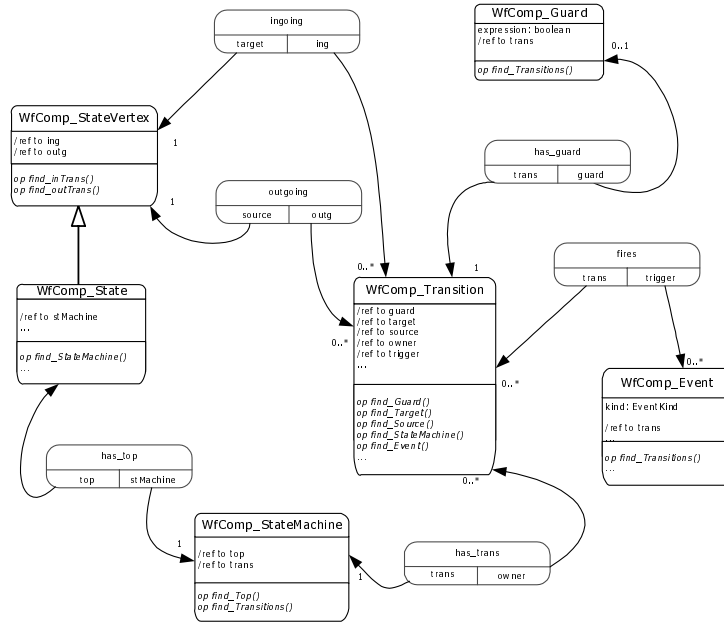 ingoing
target ing
WfComp_Guard
expression: boolean
/ref to trans
op find_Transitions()
0..1
WfComp_StateVertex
/ref to ing
/ref to outg
op find_inTrans()
op find_outTrans()
1
1
has_guard
trans guard
outgoing
source outg
fires
trans trigger
0..*
1
WfComp_State
/ref to stMachine
...
op find_StateMachine()
...
WfComp_Transition
/ref to guard
/ref to target
/ref to source
/ref to owner
/ref to trigger
...
op find_Guard()
op find_Target()
op find_Source()
op find_StateMachine()
op find_Event()
...
0..*
0..*
0..*
0..*
WfComp_Event
kind: EventKind
/ref to trans
...
op find_Transitions()
...
has_top
top stMachine
1
WfComp_StateMachine
/ref to top
/ref to trans
op find_Top()
op find_Transitions()
has_trans
trans owner
1